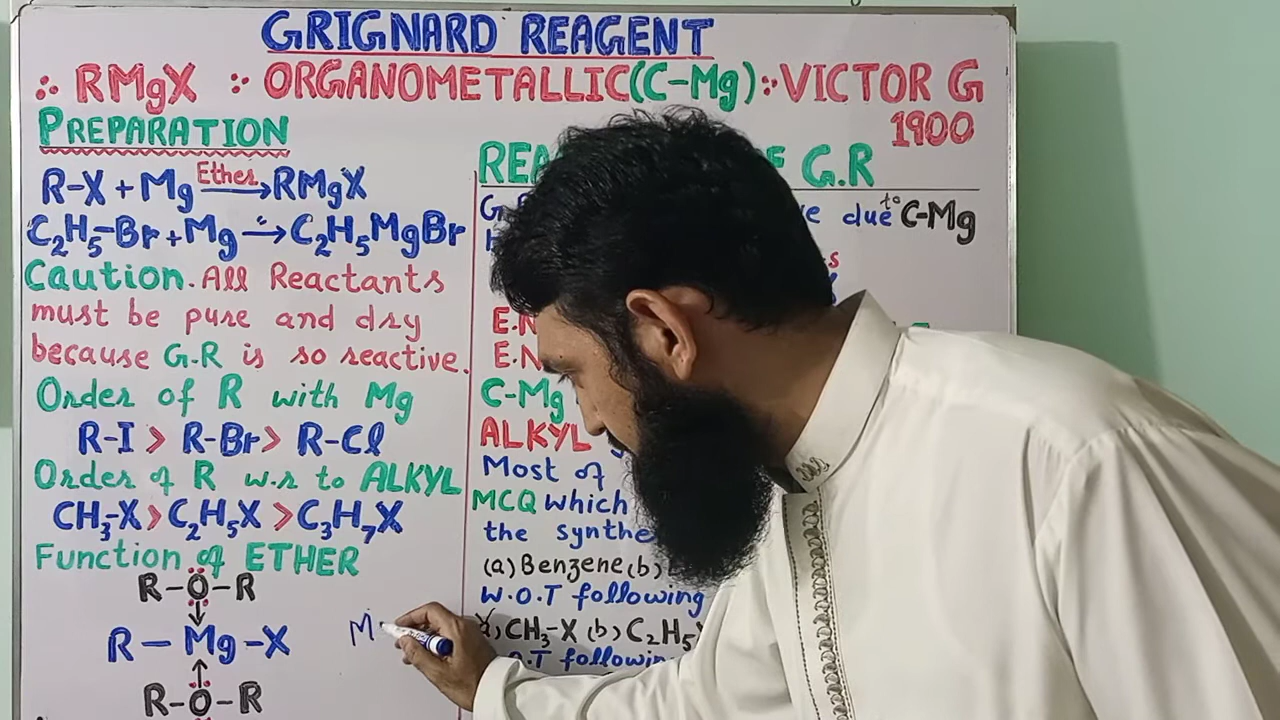 GRIGNARD REAGENT
∴ RMgX :- ORGANOMETALLIC(C-Mg) :- VICTOR G
1900
PREPARATION
R-X + Mg Ether → RMgX
C₂H₅-Br + Mg → C₂H₅MgBr
Caution. All Reactants
must be pure and dry
because G.R is so reactive.
Order of R with Mg
R-I > R-Br > R-Cl
Order of R w.r to ALKYL
CH₃-X > C₂H₅X > C₃H₇X
Function of ETHER
R-O-R
↓
R — Mg - X
↑
R-O-R
M
G.R
due to C-Mg
E.N
E.N
C-Mg
ALKYL
Most of
MCQ which
the synthe
(a) Benzene (b)
W.O.T following
(a) CH₃-X (b) C₂H₅
O.T following